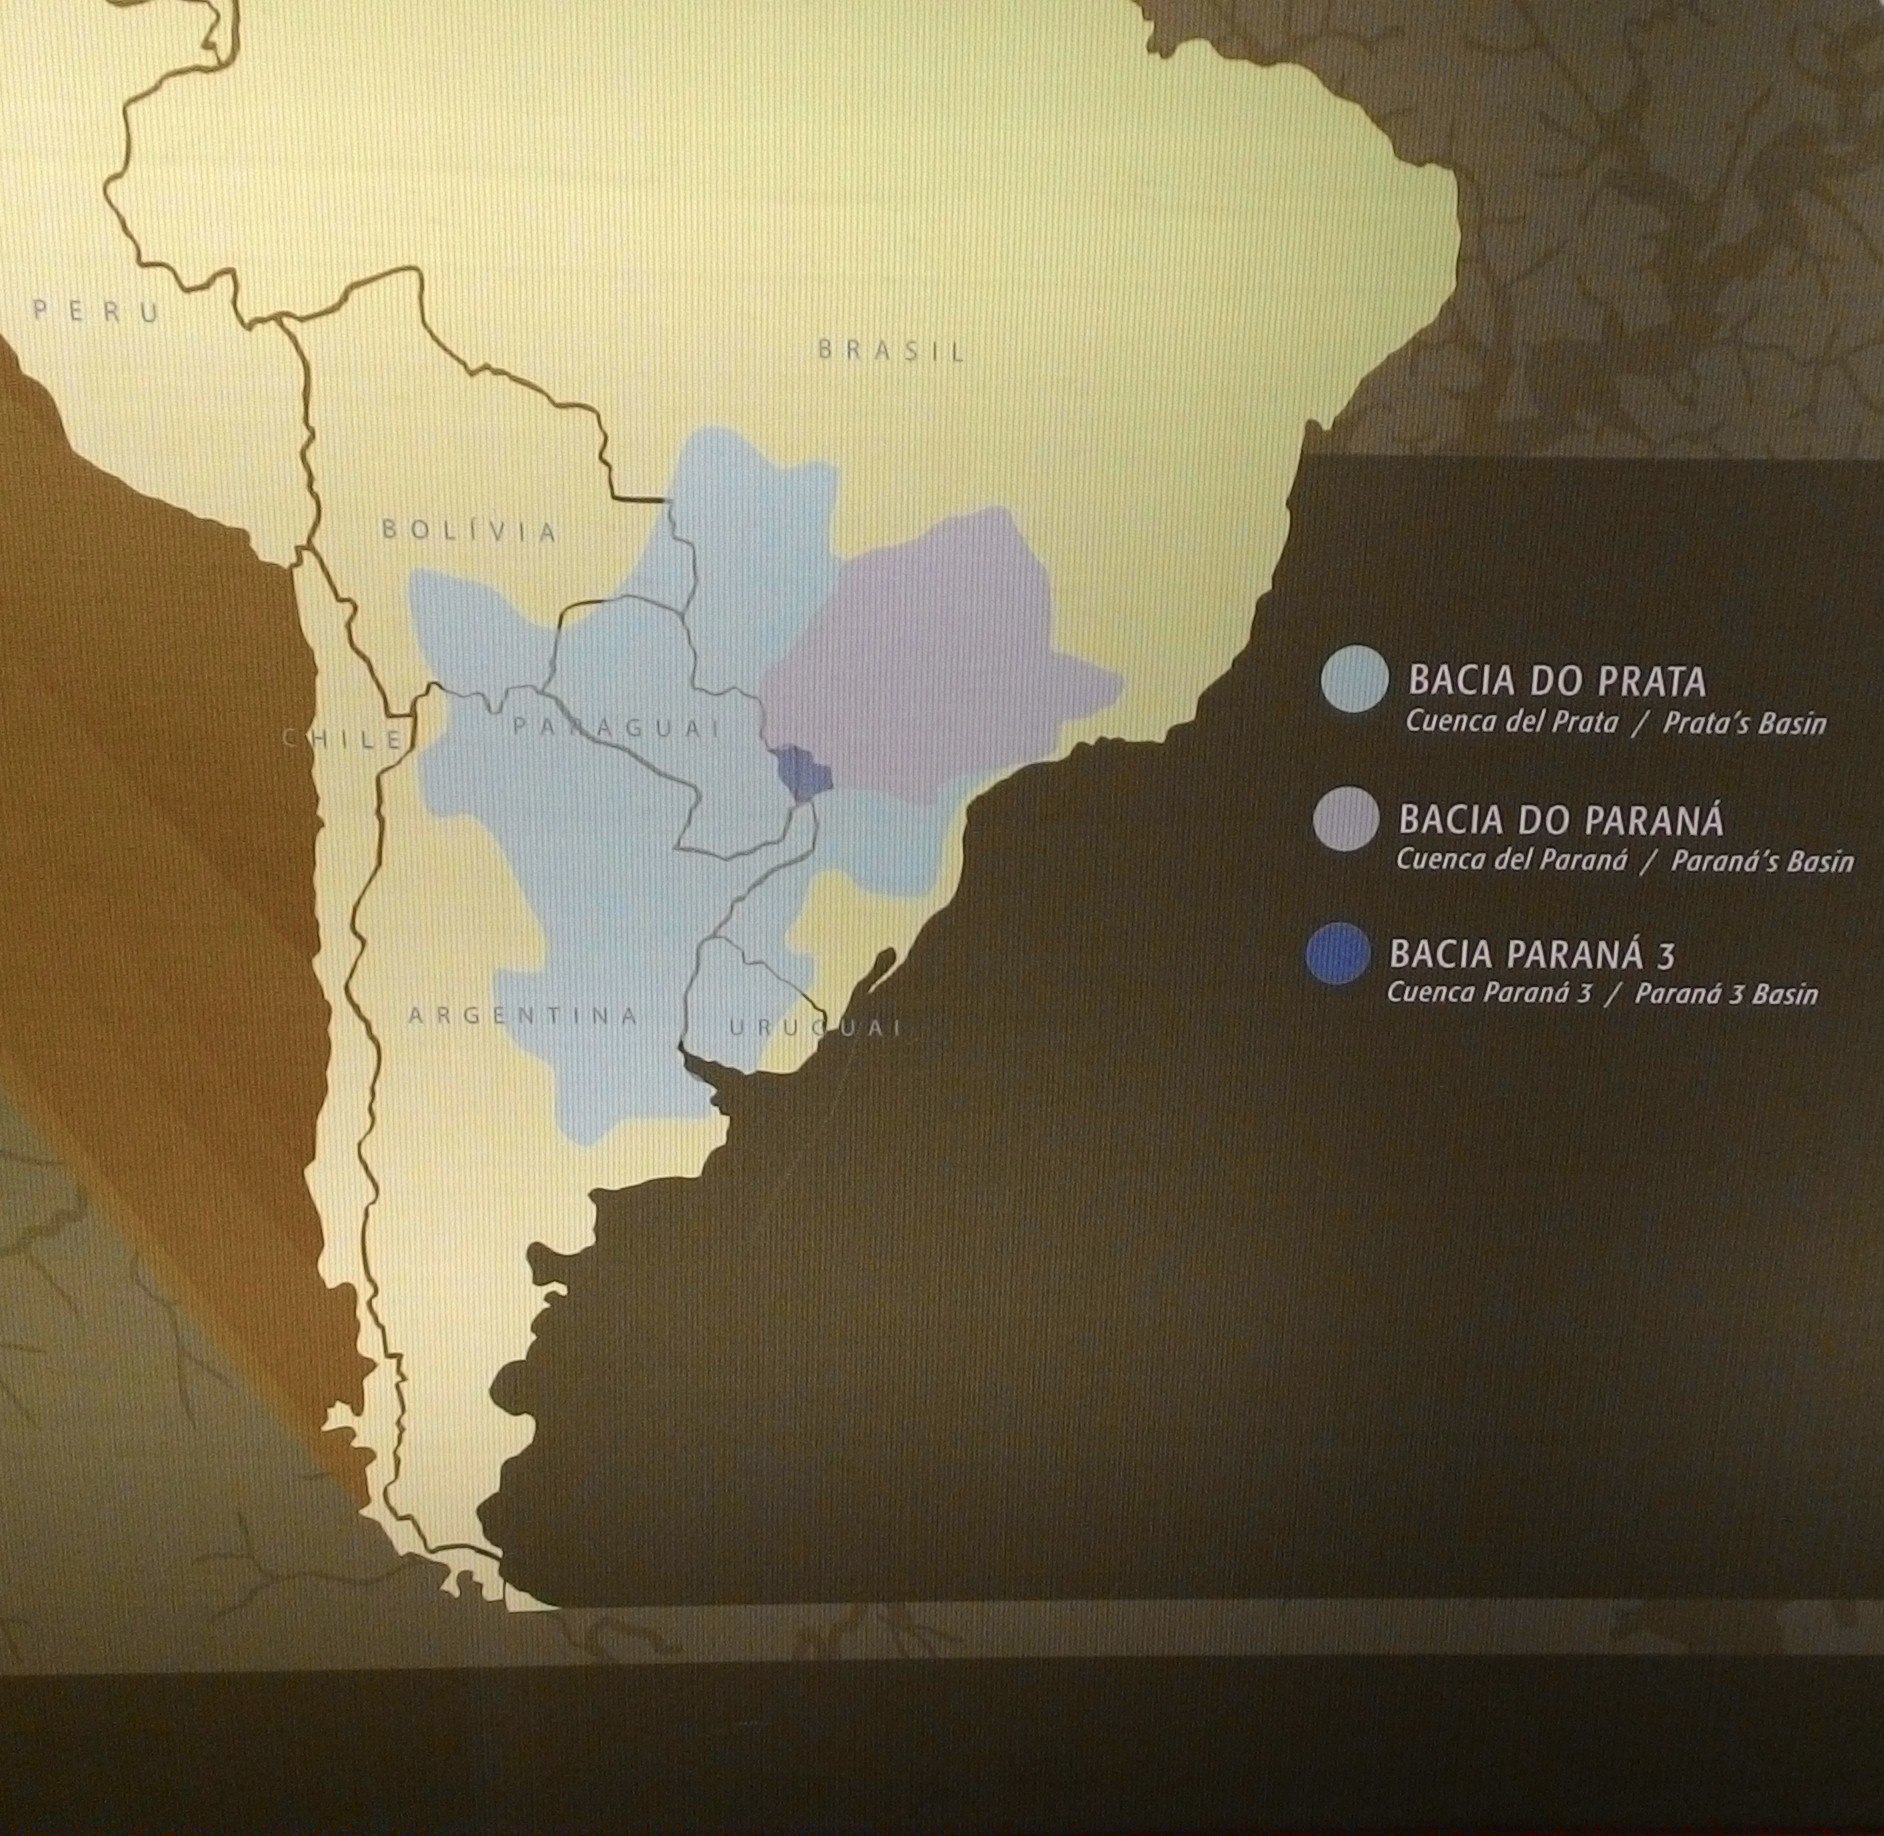 PERU
BRASIL
BOLÍVIA
PARAGUAI
CHILE
ARGENTINA
URUGUAI
BACIA DO PRATA
Cuenca del Prata / Prata's Basin
BACIA DO PARANÁ
Cuenca del Paraná / Paraná's Basin
BACIA PARANÁ 3
Cuenca Paraná 3 / Paraná 3 Basin